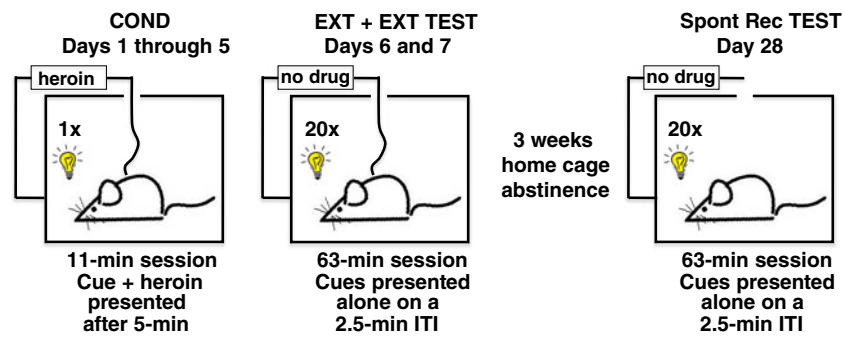 COND
Days 1 through 5
heroin
1x
11-min session
Cue + heroin
presented
after 5-min
EXT + EXT TEST
Days 6 and 7
no drug
20x
63-min session
Cues presented
alone on a
2.5-min ITI
3 weeks
home cage
abstinence
Spont Rec TEST
Day 28
no drug
20x
63-min session
Cues presented
alone on a
2.5-min ITI